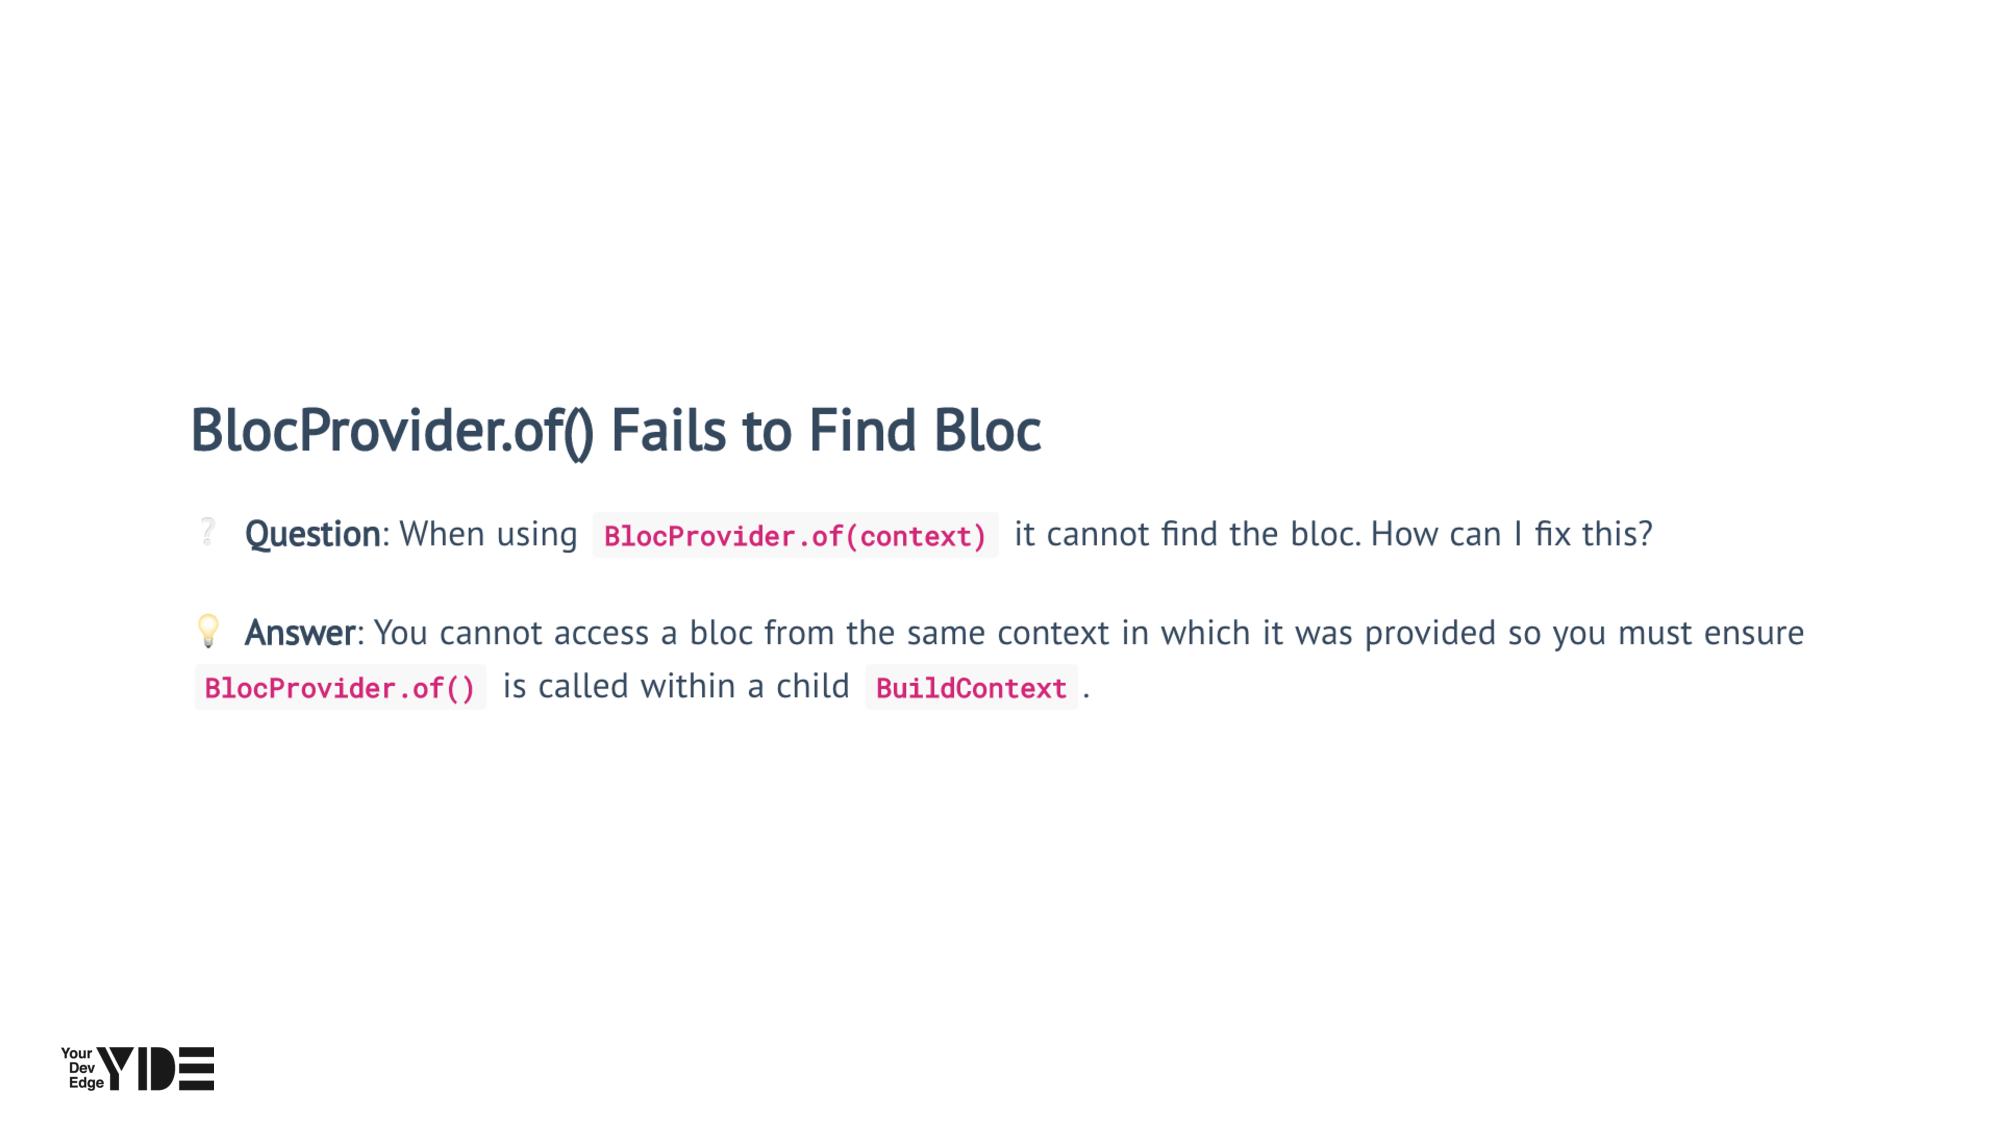 BlocProvider.of() Fails to Find Bloc
❔ Question: When using BlocProvider.of(context) it cannot find the bloc. How can I fix this?
💡 Answer: You cannot access a bloc from the same context in which it was provided so you must ensure
BlocProvider.of() is called within a child BuildContext.
Your
Dev
Edge
YDE